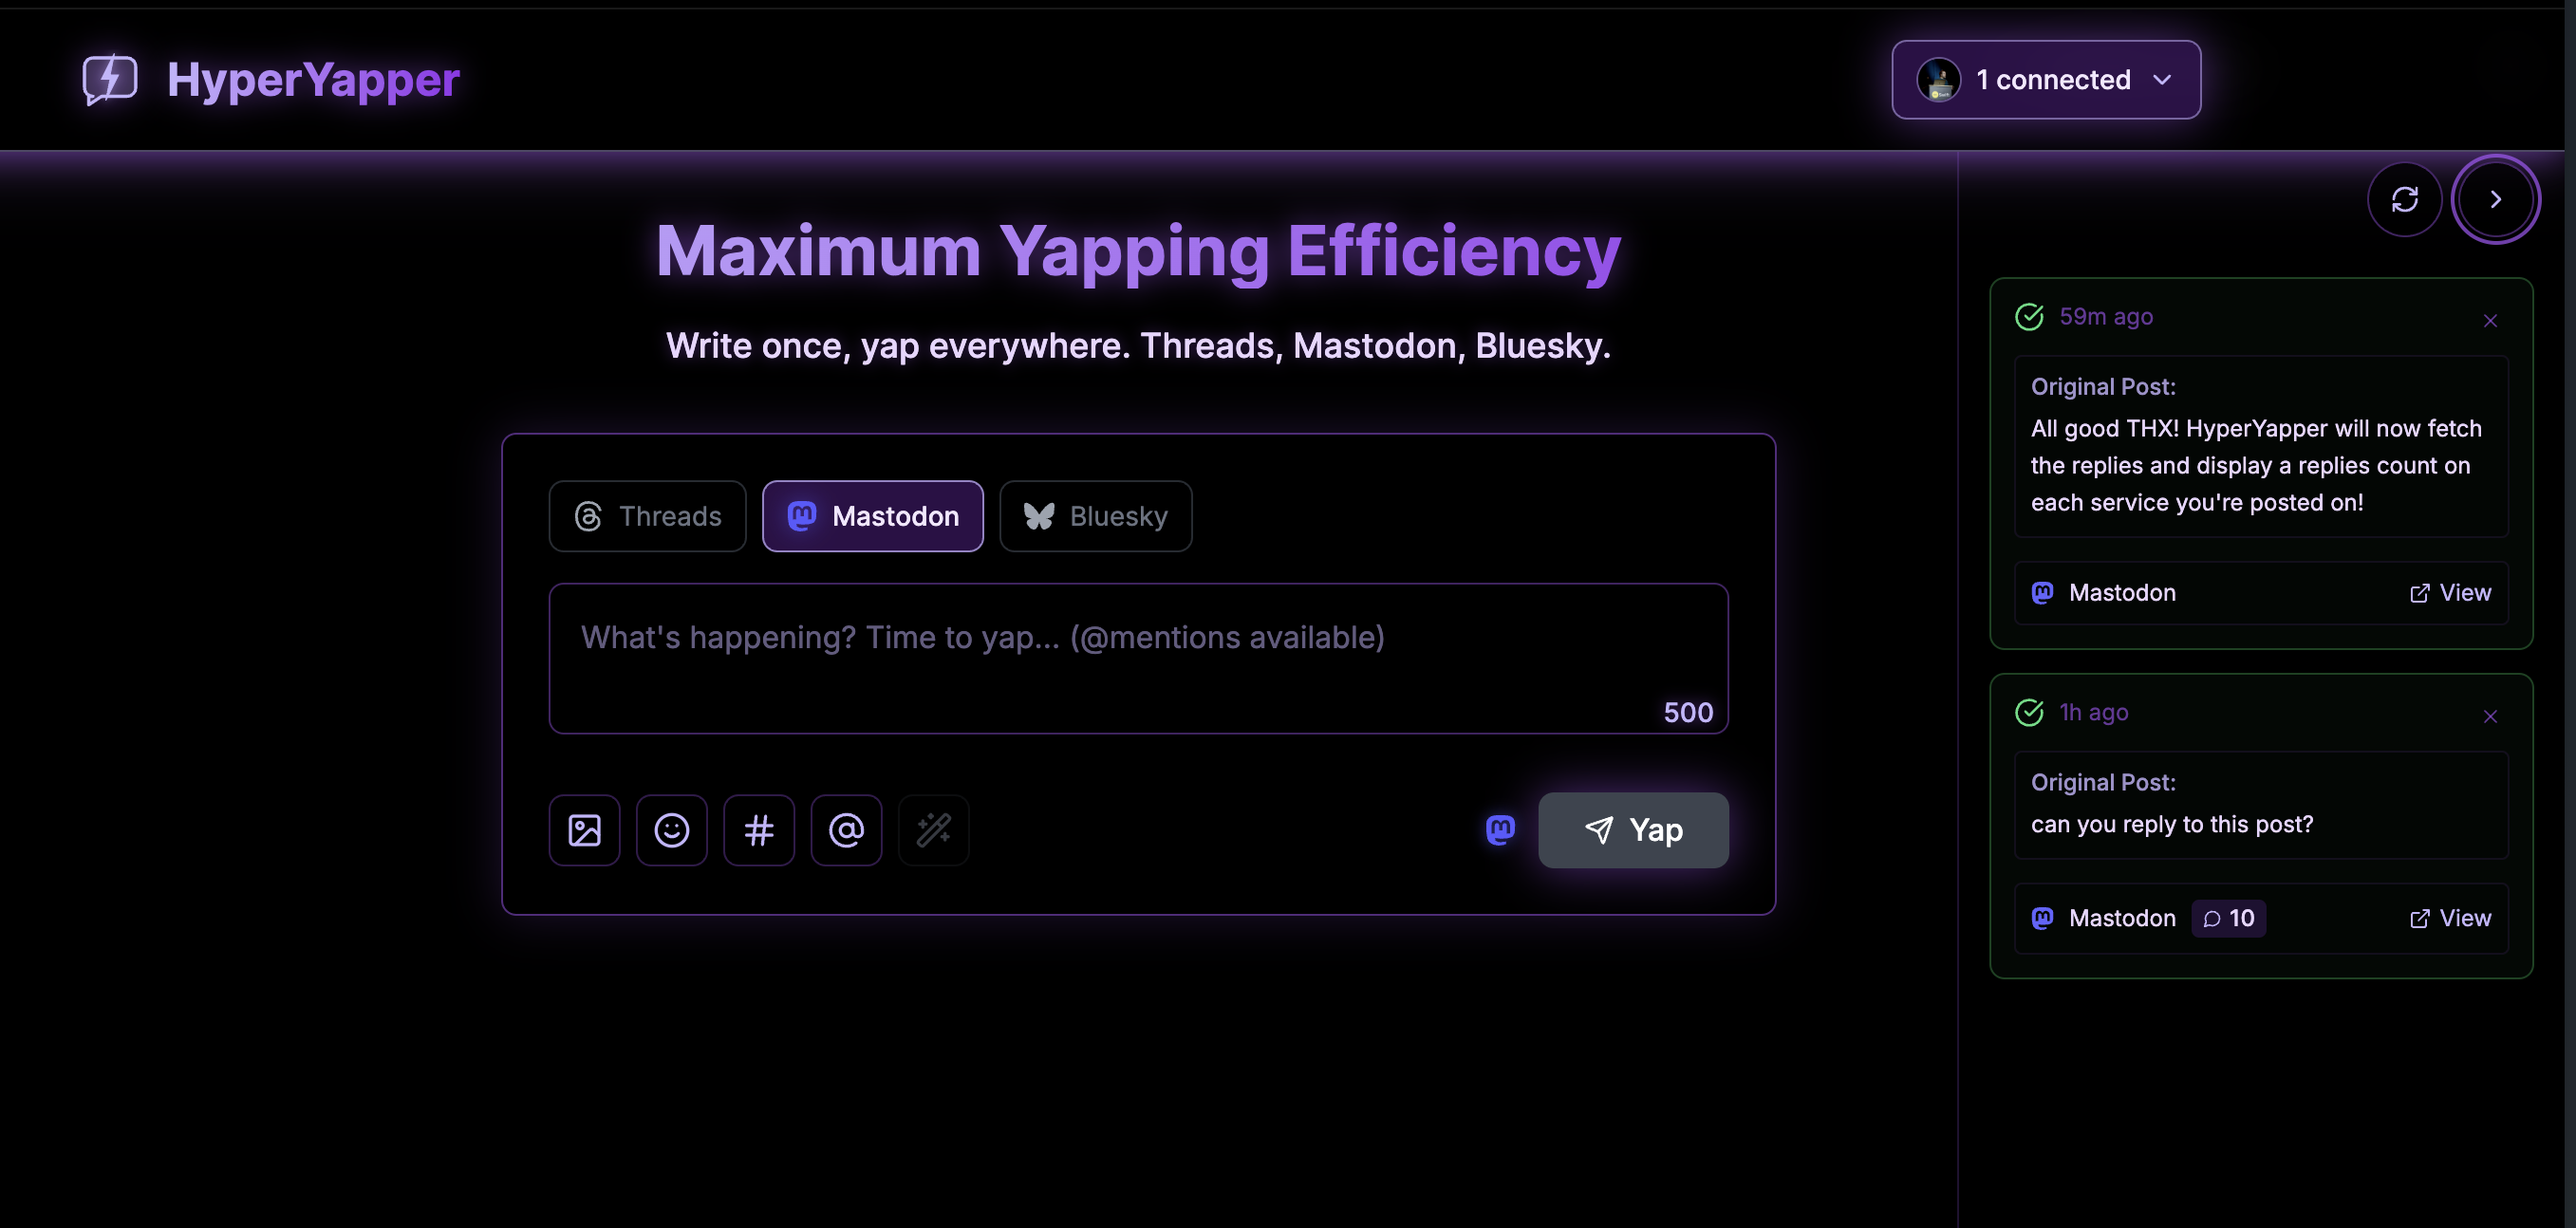 HyperYapper
1 connected
Maximum Yapping Efficiency
Write once, yap everywhere. Threads, Mastodon, Bluesky.
Threads
Mastodon
Bluesky
What's happening? Time to yap... (@mentions available)
500
Yap
59m ago
Original Post:
All good THX! HyperYapper will now fetch
the replies and display a replies count on
each service you're posted on!
Mastodon
View
1h ago
Original Post:
can you reply to this post?
Mastodon
10
View